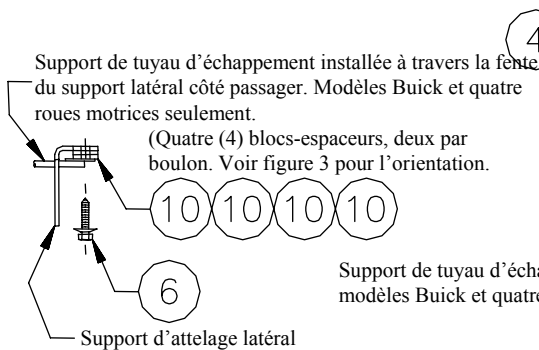 4
Support de tuyau d'échappement installée à travers la fente
du support latéral côté passager. Modèles Buick et quatre
roues motrices seulement.
(Quatre (4) blocs-espaceurs, deux par
boulon. Voir figure 3 pour l'orientation.
10 10 10 10
6
Support de tuyau d'écha
modèles Buick et quatre
Support d'attelage latéral